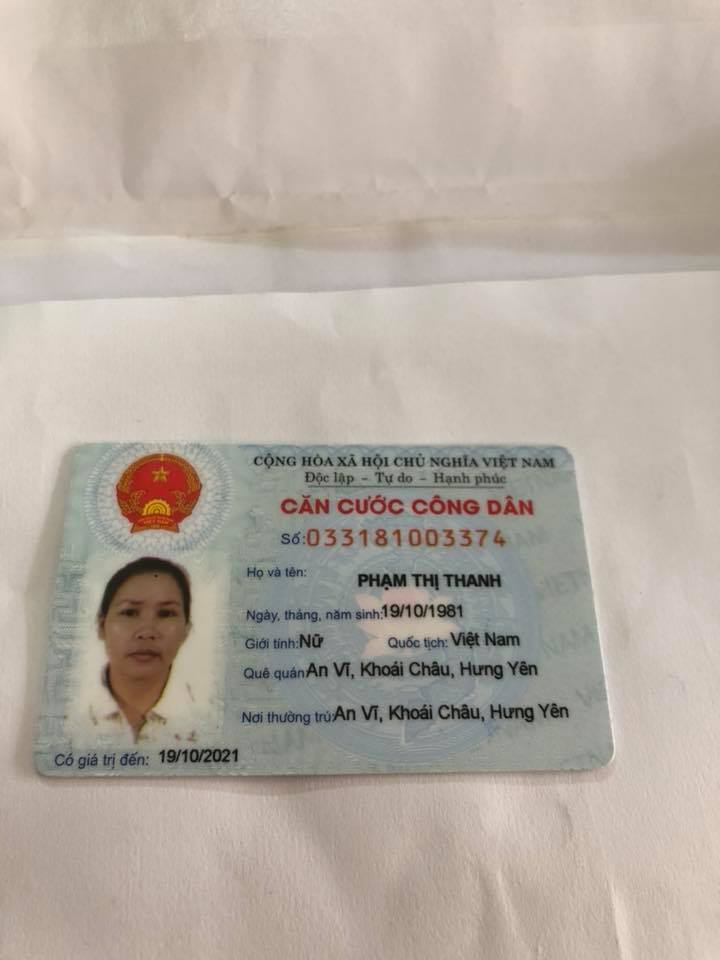 CỘNG HÒA XÃ HỘI CHỦ NGHĨA VIỆT NAM
Độc lập - Tự do - Hạnh phúc
CĂN CƯỚC CÔNG DÂN
Số: 033181003374
Họ và tên: PHẠM THỊ THANH
Ngày, tháng, năm sinh: 19/10/1981
Giới tính: Nữ Quốc tịch: Việt Nam
Quê quán: An Vĩ, Khoái Châu, Hưng Yên
Nơi thường trú: An Vĩ, Khoái Châu, Hưng Yên
Có giá trị đến: 19/10/2021